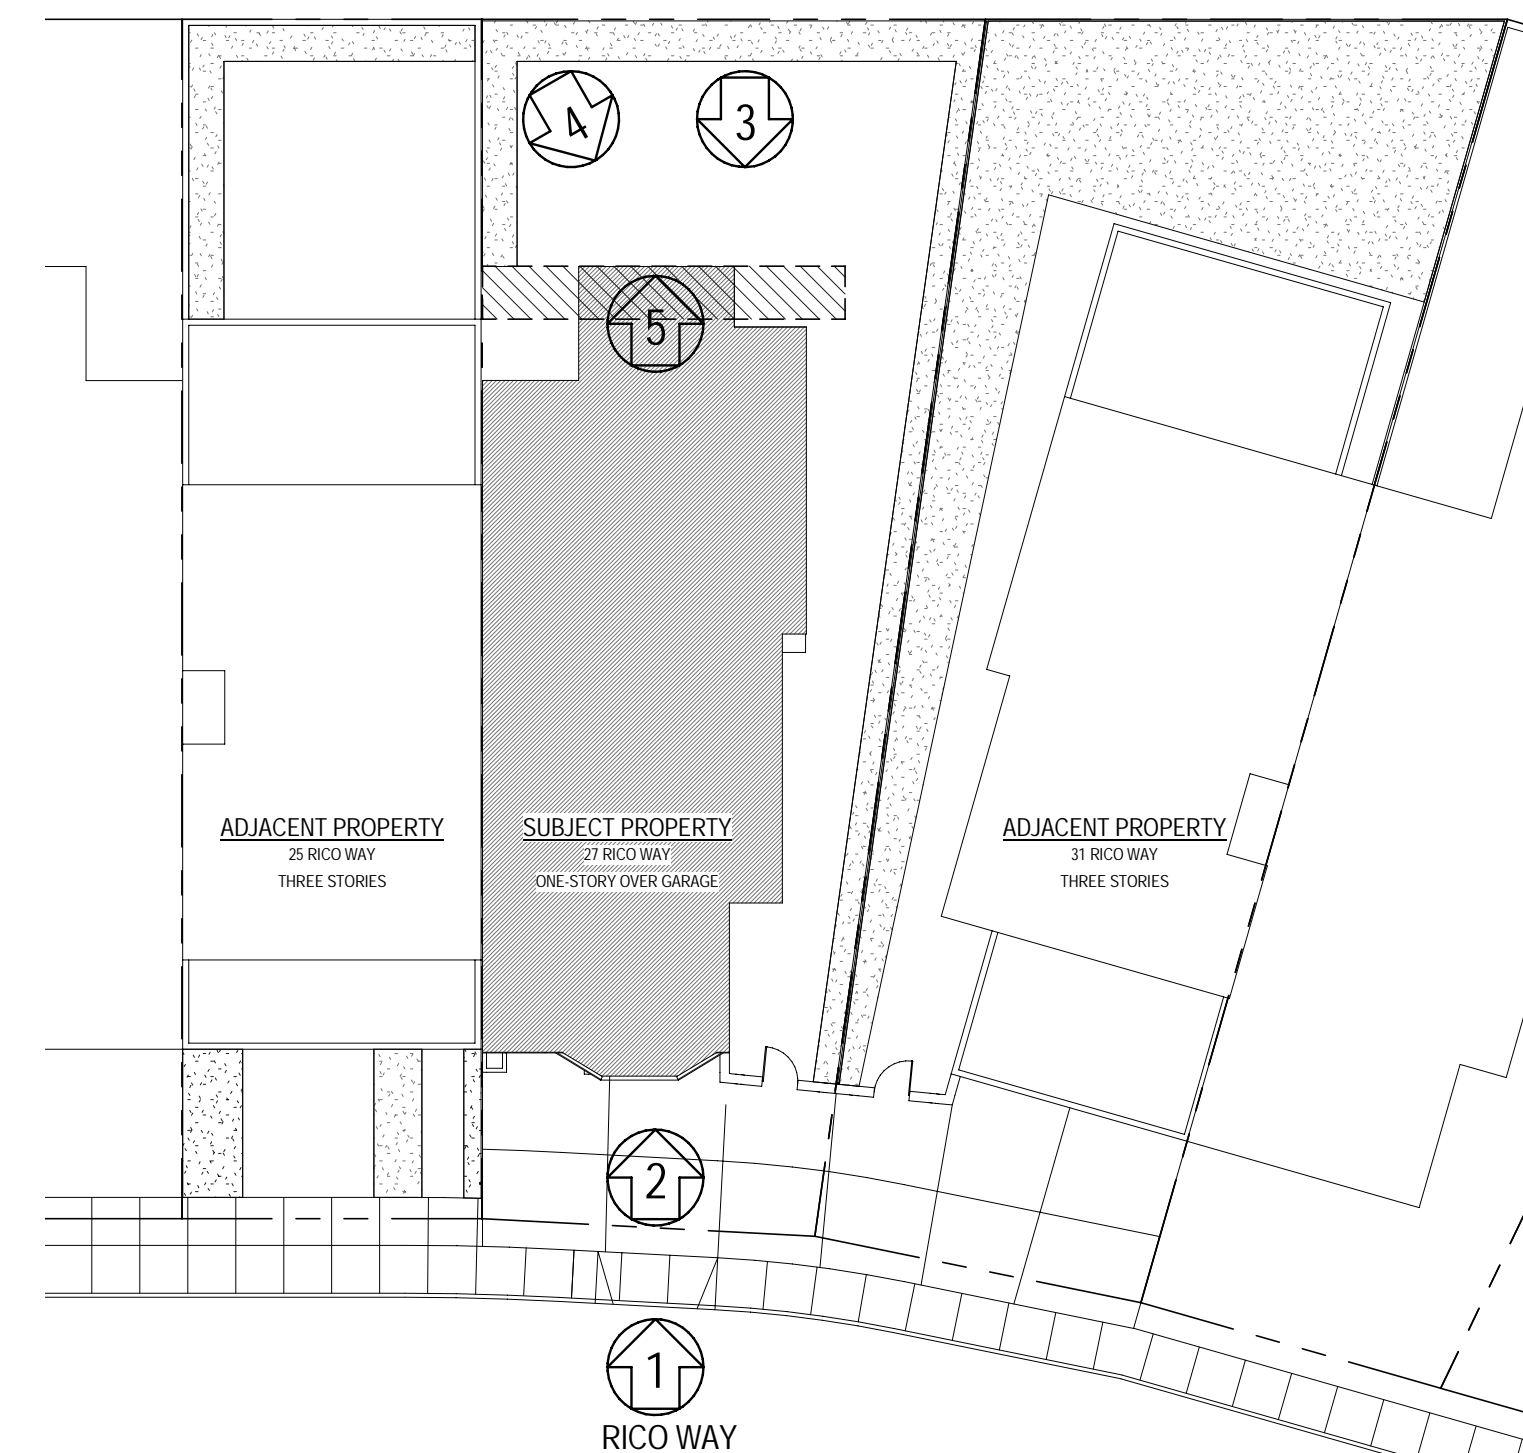 4
3
5
ADJACENT PROPERTY
25 RICO WAY
THREE STORIES
SUBJECT PROPERTY
27 RICO WAY
ONE-STORY OVER GARAGE
ADJACENT PROPERTY
31 RICO WAY
THREE STORIES
2
1
RICO WAY